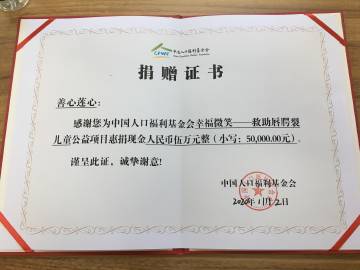 CPWF
中国人口福利基金会
捐赠证书
善心莲心:
感谢您为中国人口福利基金会幸福微笑——救助唇腭裂
儿童公益项目惠捐现金人民币伍万元整(小写:50,000.00元)。
谨呈此证,诚挚谢意!
中国人口福利基金会
2020年11月2日